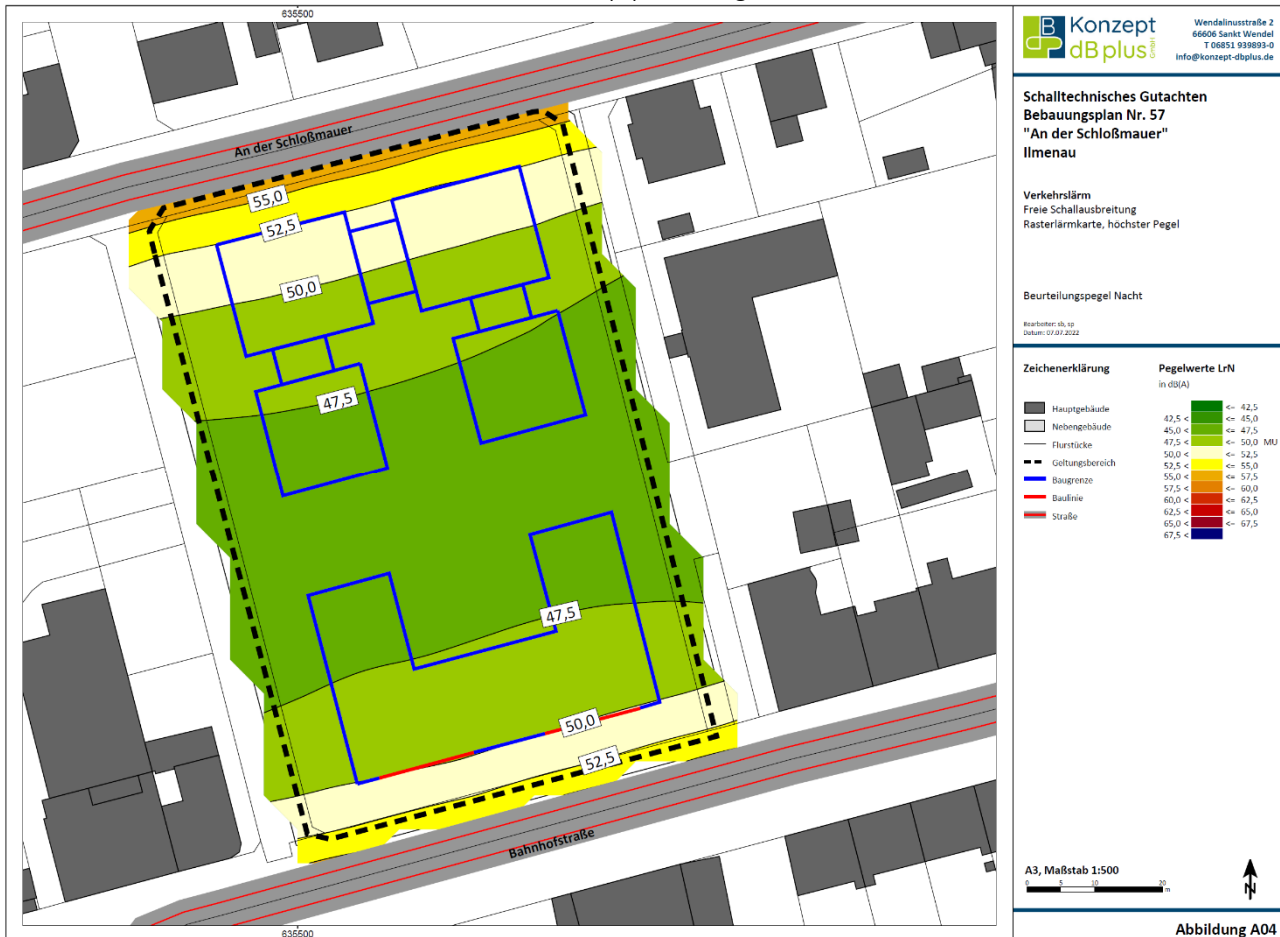 635500
An der Schloßmauer
55,0
52,5
50,0
47,5
47,5
50,0
52,5
Bahnhofstraße
635500
Konzept
dBplus GmbH
Wendalinusstraße 2
66606 Sankt Wendel
T 06851 939893-0
info@konzept-dbplus.de
Schalltechnisches Gutachten
Bebauungsplan Nr. 57
"An der Schloßmauer"
Ilmenau
Verkehrslärm
Freie Schallausbreitung
Rasterlärmkarte, höchster Pegel
Beurteilungspegel Nacht
Bearbeiter: sb, sp
Datum: 07.07.2022
Zeichenerklärung
Hauptgebäude
Nebengebäude
Flurstücke
Geltungsbereich
Baugrenze
Baulinie
Straße
Pegelwerte LrN
in dB(A)
<= 42,5
42,5 < <= 45,0
45,0 < <= 47,5
47,5 < <= 50,0 MU
50,0 < <= 52,5
52,5 < <= 55,0
55,0 < <= 57,5
57,5 < <= 60,0
60,0 < <= 62,5
62,5 < <= 65,0
65,0 < <= 67,5
67,5 <
A3, Maßstab 1:500
0 5 10 20
m
N
Abbildung A04